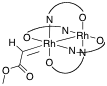 O
N O Rh
Rh N O
H O N
O
O O